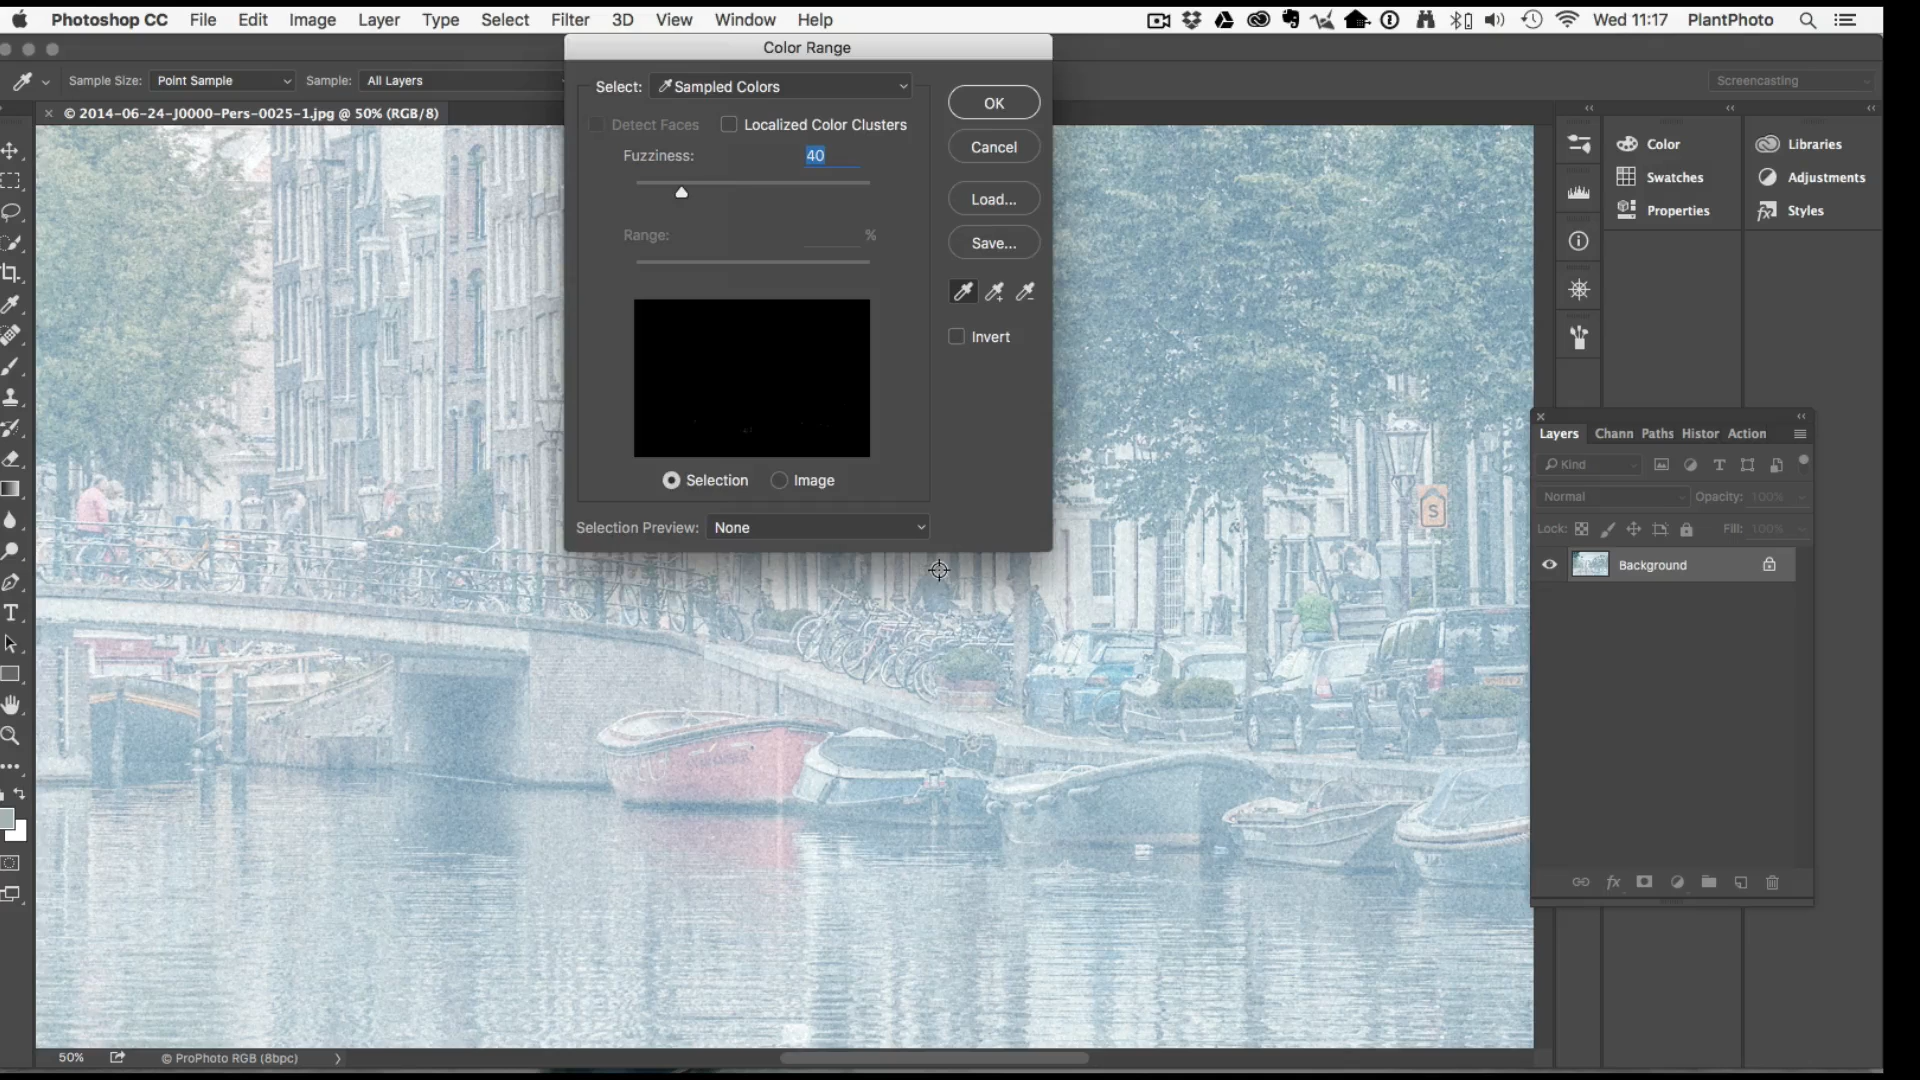 Photoshop CC File Edit Image Layer Type Select Filter 3D View Window Help Wed 11:17 PlantPhoto
Color Range
Sample Size: Point Sample Sample: All Layers Screencasting
© 2014-06-24-J0000-Pers-0025-1.jpg @ 50% (RGB/8)
Select: Sampled Colors
OK
Detect Faces Localized Color Clusters
Cancel
Fuzziness: 40
Load...
Range: %
Save...
Invert
Selection Image
Selection Preview: None
Color
Swatches
Properties
Libraries
Adjustments
Styles
Layers Chann Paths Histor Action
Kind
Normal Opacity: 100%
Lock: Fill: 100%
Background
S
50% © ProPhoto RGB (8bpc)